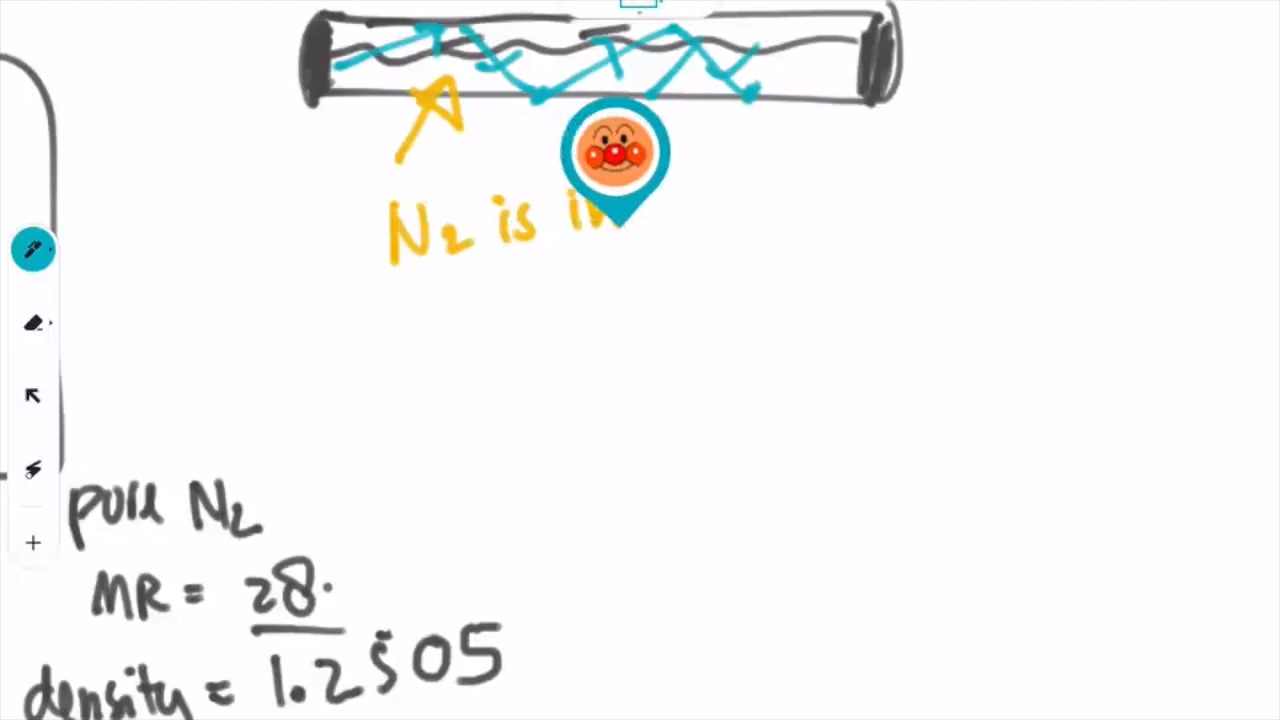 N2 is in
pure N2
MR = 28.
density = 1.2505